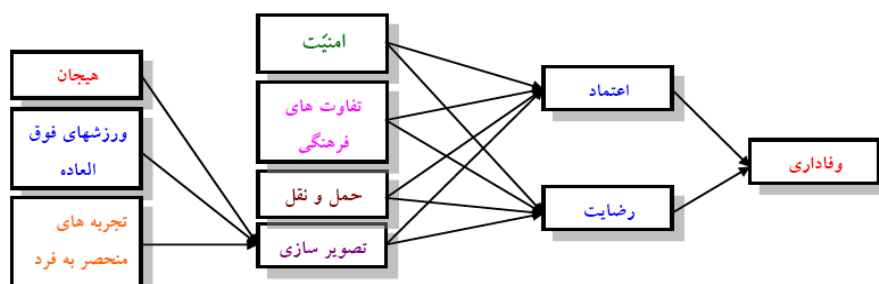 هیجان
ورزشهای فوق
العاده
تجربه های
منحصر به فرد
امنیّت
تفاوت های
فرهنگی
حمل و نقل
تصویر سازی
اعتماد
رضایت
وفاداری